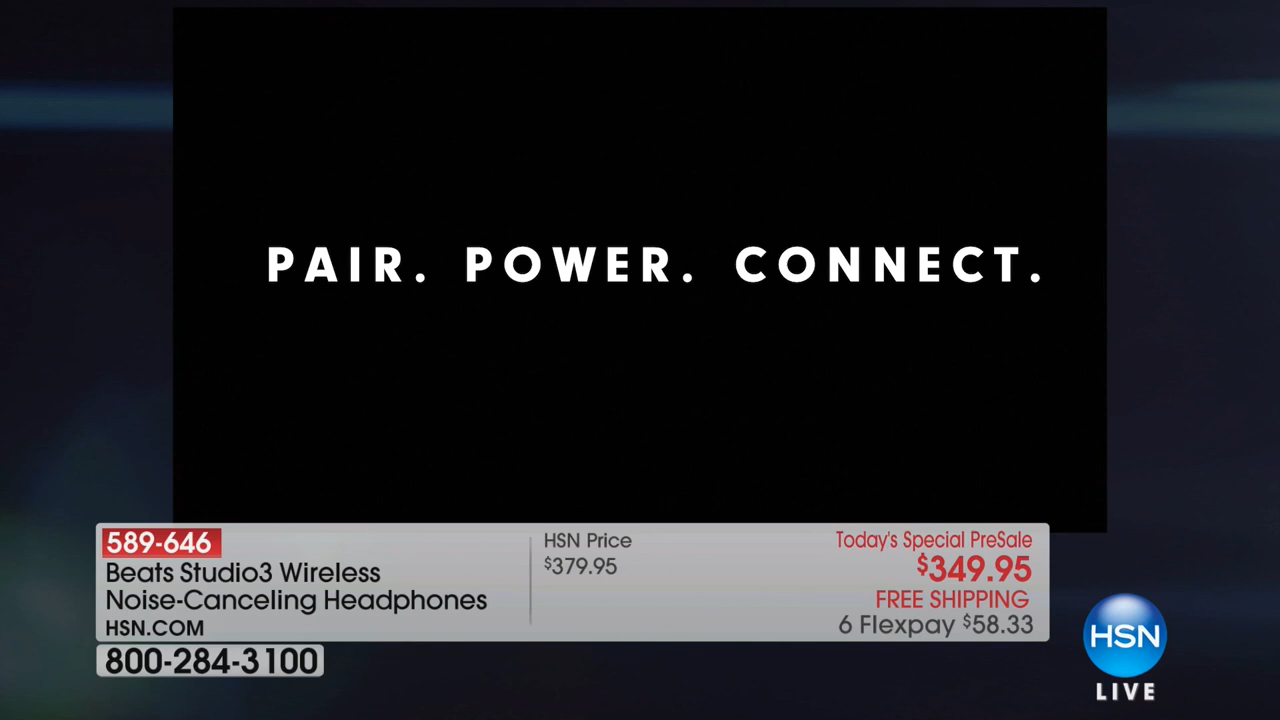 PAIR. POWER. CONNECT.
589-646
Beats Studio3 Wireless
Noise-Canceling Headphones
HSN.COM
800-284-3100
HSN Price
$379.95
Today's Special PreSale
$349.95
FREE SHIPPING
6 Flexpay $58.33
HSN
LIVE